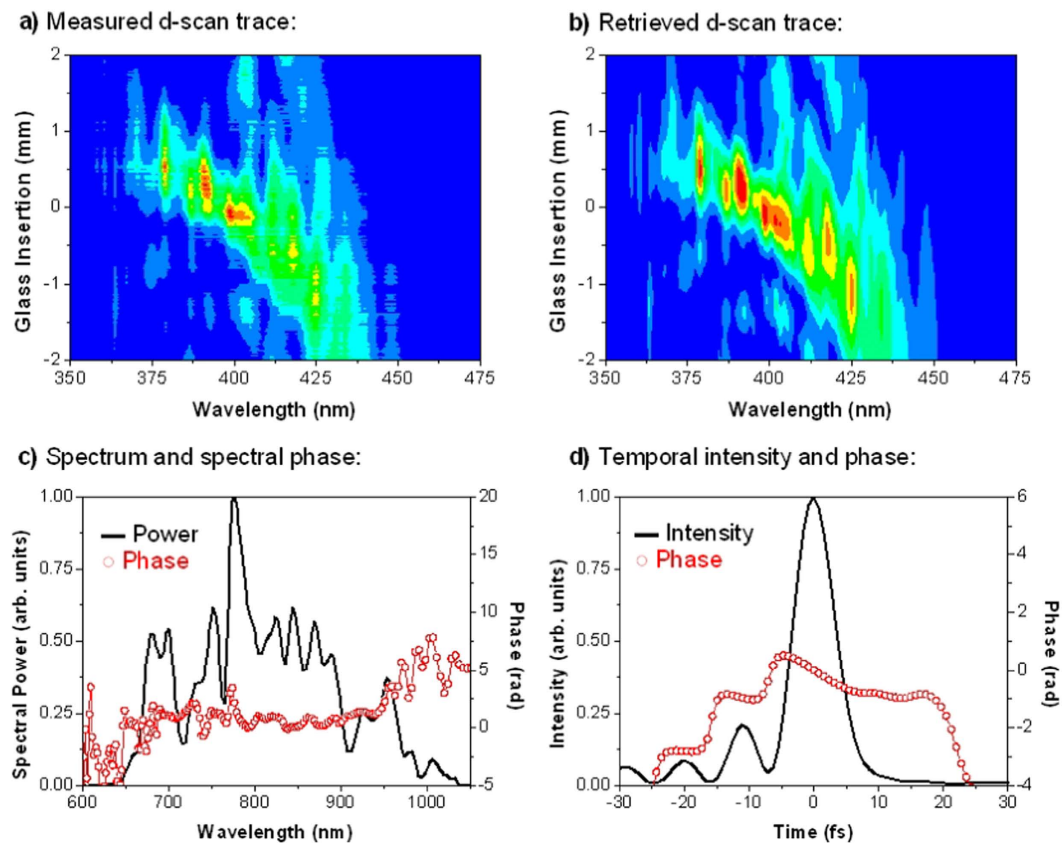 a) Measured d-scan trace:
b) Retrieved d-scan trace:
2
1
0
-1
-2
Glass Insertion (mm)
350 375 400 425 450 475
Wavelength (nm)
2
1
0
-1
-2
Glass Insertion (mm)
350 375 400 425 450 475
Wavelength (nm)
c) Spectrum and spectral phase:
d) Temporal intensity and phase:
1.00
0.75
0.50
0.25
0.00
Spectral Power (arb. units)
Power
Phase
20
15
10
5
0
-5
Phase (rad)
600 700 800 900 1000
Wavelength (nm)
1.00
0.75
0.50
0.25
0.00
Intensity (arb. units)
Intensity
Phase
6
4
2
0
-2
-4
Phase (rad)
-30 -20 -10 0 10 20 30
Time (fs)